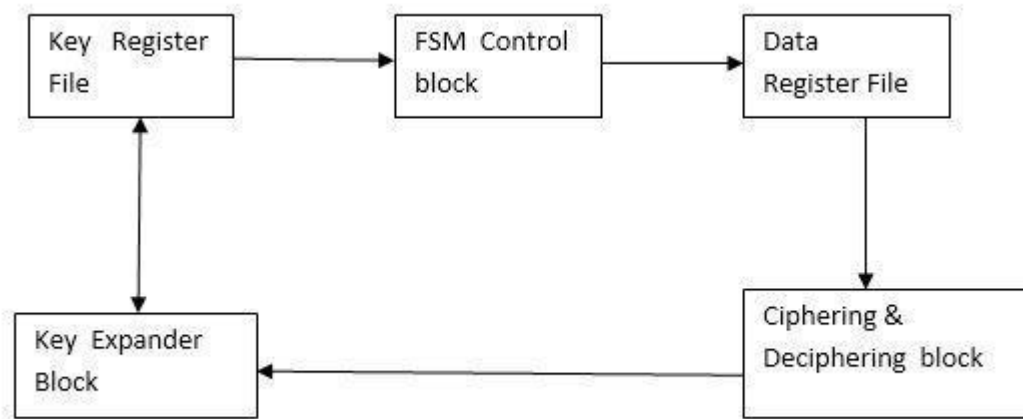 Key Register
File
FSM Control
block
Data
Register File
Key Expander
Block
Ciphering &
Deciphering block